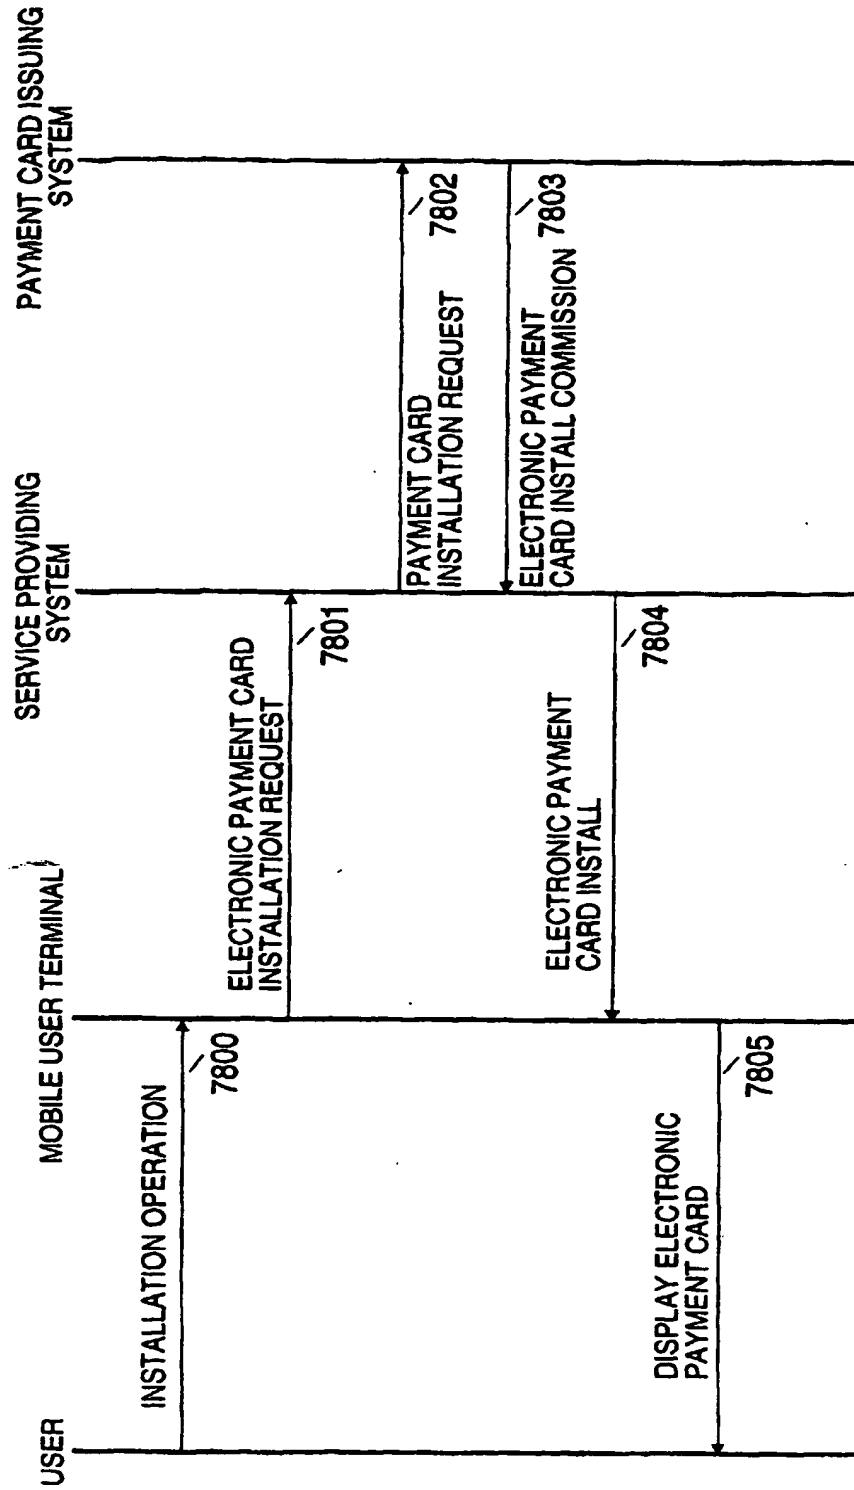 USER
MOBILE USER TERMINAL
SERVICE PROVIDING
SYSTEM
PAYMENT CARD ISSUING
SYSTEM
INSTALLATION OPERATION
7800
ELECTRONIC PAYMENT CARD
INSTALLATION REQUEST
7801
PAYMENT CARD
INSTALLATION REQUEST
7802
ELECTRONIC PAYMENT
CARD INSTALL COMMISSION
7803
ELECTRONIC PAYMENT
CARD INSTALL
7804
DISPLAY ELECTRONIC
PAYMENT CARD
7805